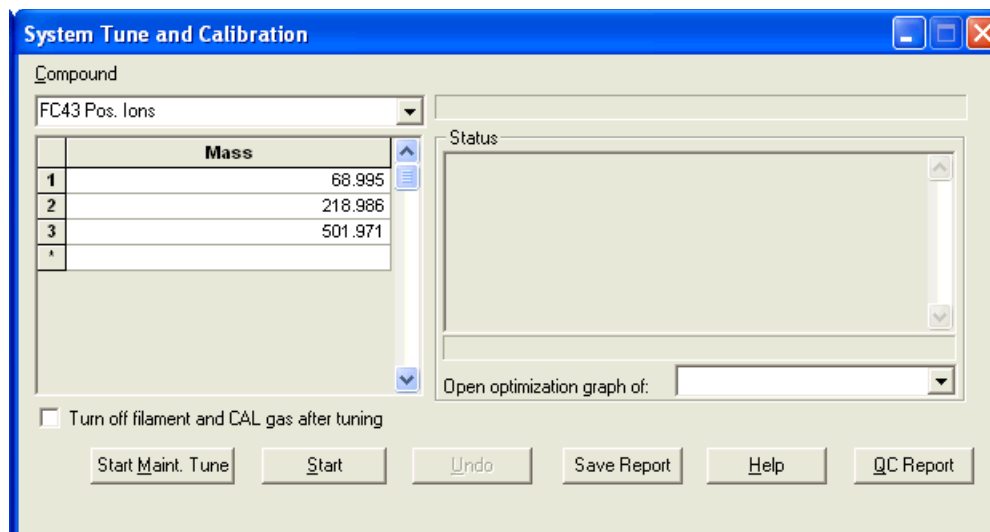 System Tune and Calibration
Compound
FC43 Pos. Ions
Status
Mass
1 68.995
2 218.986
3 501.971
*
Open optimization graph of:
Turn off filament and CAL gas after tuning
Start Maint. Tune Start Undo Save Report Help QC Report